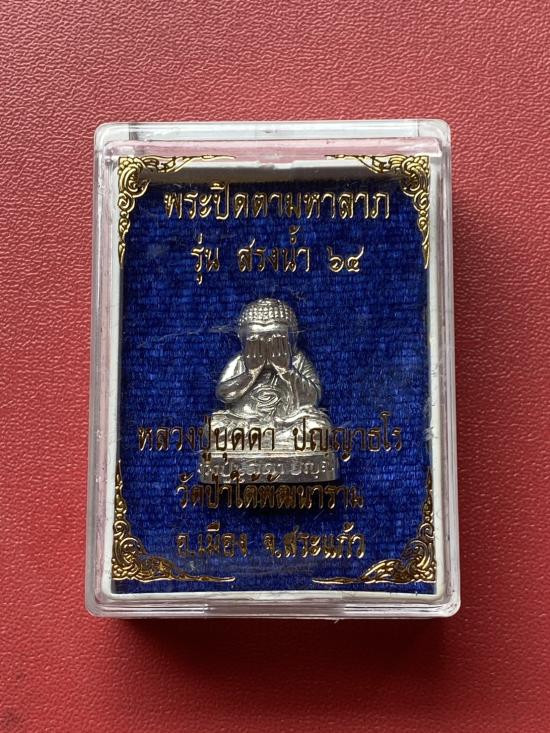 พระปิดตามหาลาภ
รุ่น สรงน้ำ ๖๔
หลวงปู่บุดดา ปญฺญาธโร
วัดป่าใต้พัฒนาราม
อ.เมือง จ.สระแก้ว